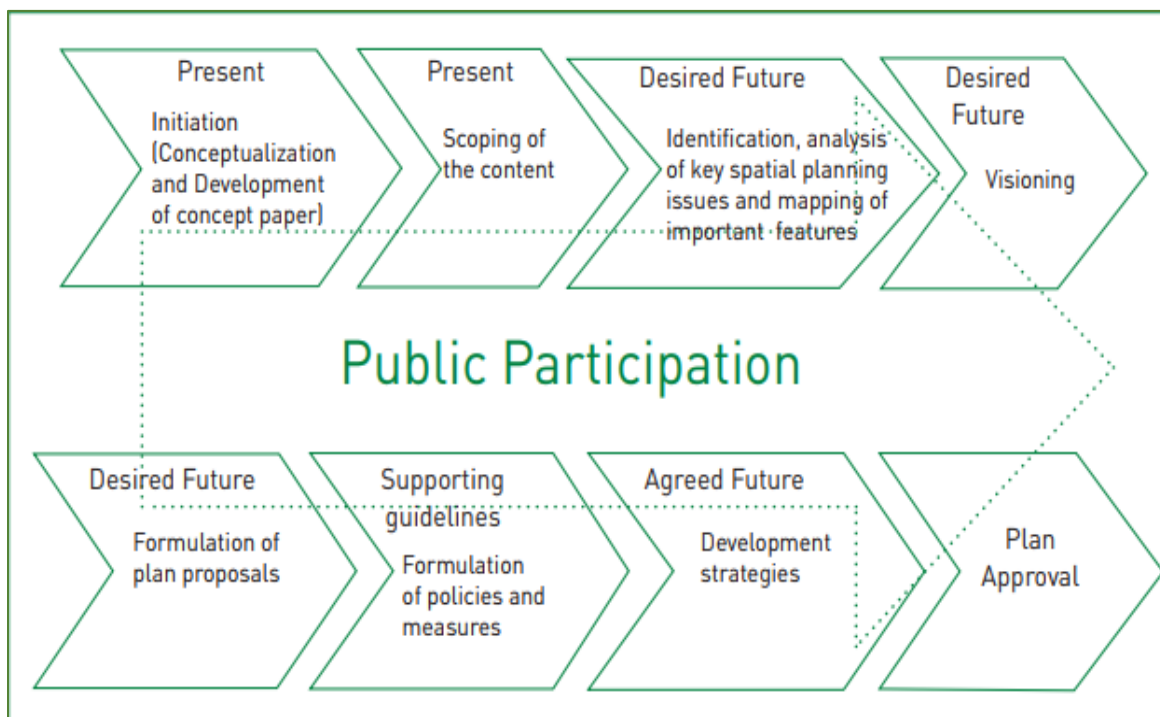 Present
Initiation
(Conceptualization
and Development
of concept paper)
Present
Scoping of
the content
Desired Future
Identification, analysis
of key spatial planning
issues and mapping of
important features
Desired
Future
Visioning
Public Participation
Desired Future
Formulation of
plan proposals
Supporting
guidelines
Formulation
of policies and
measures
Agreed Future
Development
strategies
Plan
Approval